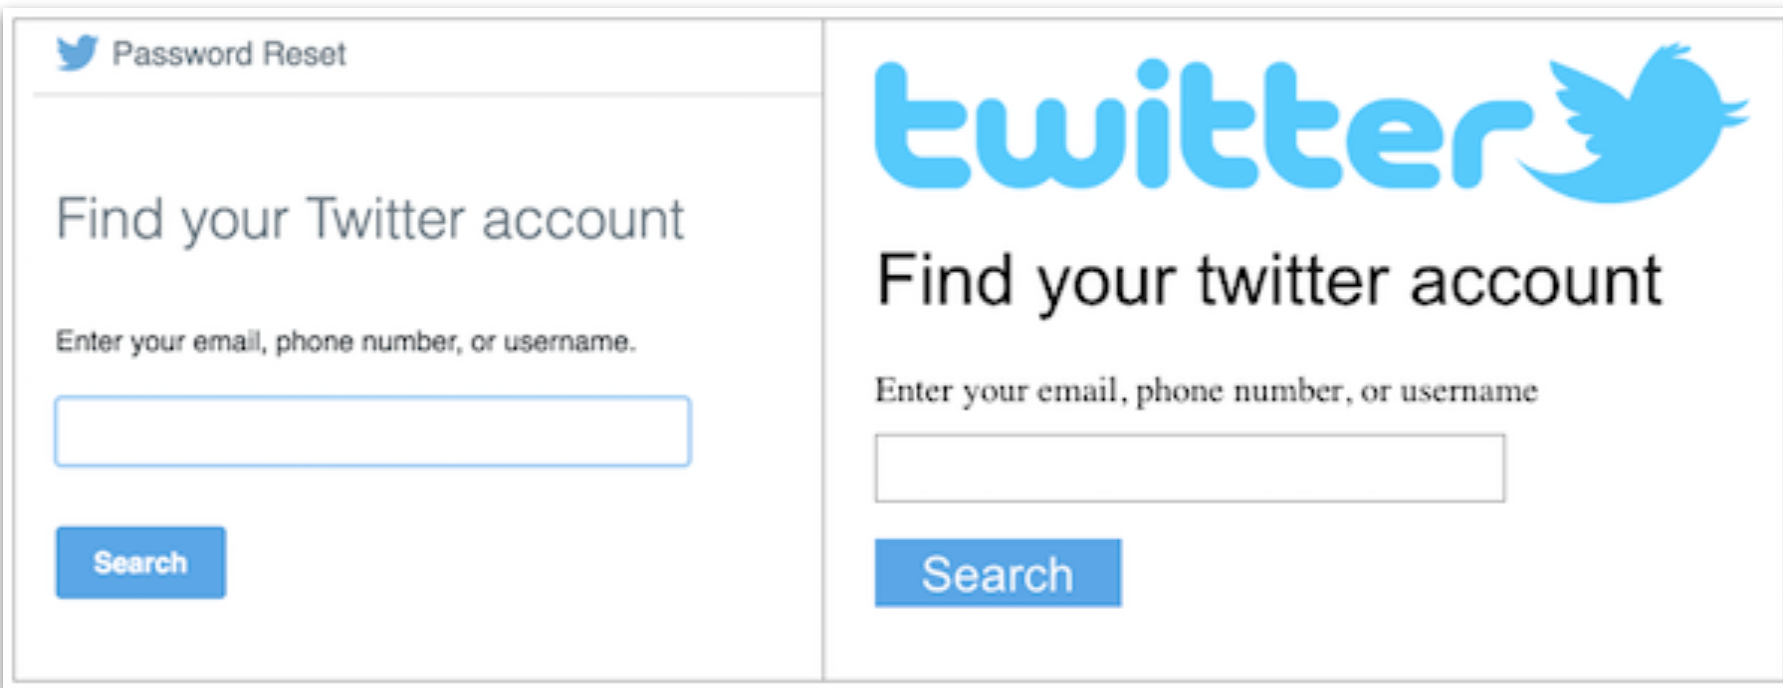 Password Reset
Find your Twitter account
Enter your email, phone number, or username.
Search
twitter
Find your twitter account
Enter your email, phone number, or username
Search